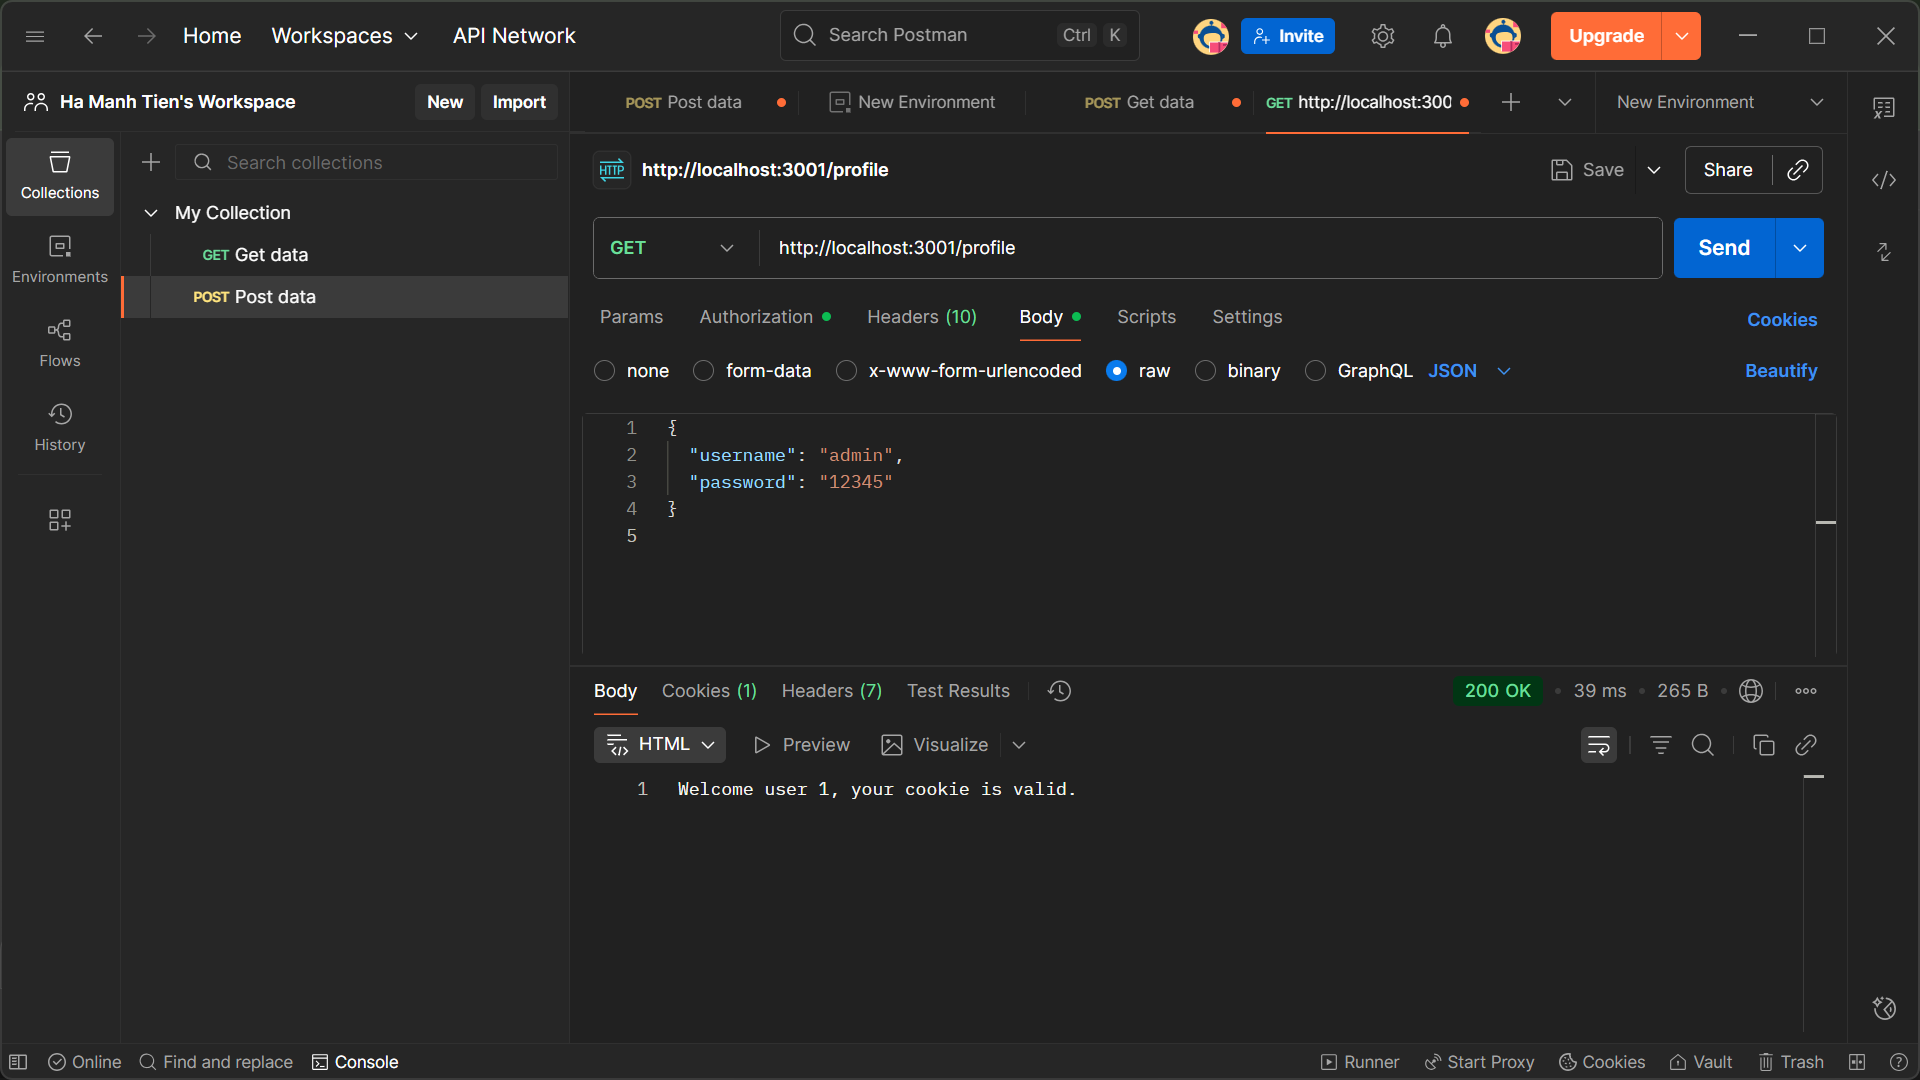 Home Workspaces API Network Search Postman Ctrl K Invite Upgrade
Ha Manh Tien's Workspace New Import
POST Post data New Environment POST Get data GET http://localhost:300 New Environment
Collections
Environments
Flows
History
Search collections
My Collection
GET Get data
POST Post data
HTTP http://localhost:3001/profile Save Share
GET http://localhost:3001/profile Send
Params Authorization Headers (10) Body Scripts Settings Cookies
none form-data x-www-form-urlencoded raw binary GraphQL JSON Beautify
1 {
2 "username": "admin",
3 "password": "12345"
4 }
5
Body Cookies (1) Headers (7) Test Results 200 OK • 39 ms • 265 B
HTML Preview Visualize
1 Welcome user 1, your cookie is valid.
Online Find and replace Console Runner Start Proxy Cookies Vault Trash